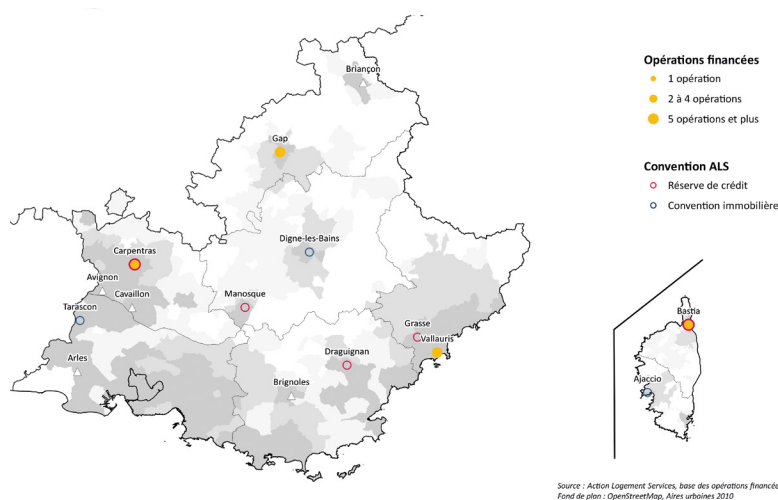 Briançon
Gap
Digne-les-Bains
Carpentras
Avignon
Cavaillon
Manosque
Tarascon
Grasse
Vallauris
Arles
Draguignan
Brignoles
Opérations financées
1 opération
2 à 4 opérations
5 opérations et plus
Convention ALS
Réserve de crédit
Convention immobilière
Bastia
Ajaccio
Source : Action Logement Services, base des opérations financée
Fond de plan : OpenStreetMap, Aires urbaines 2010